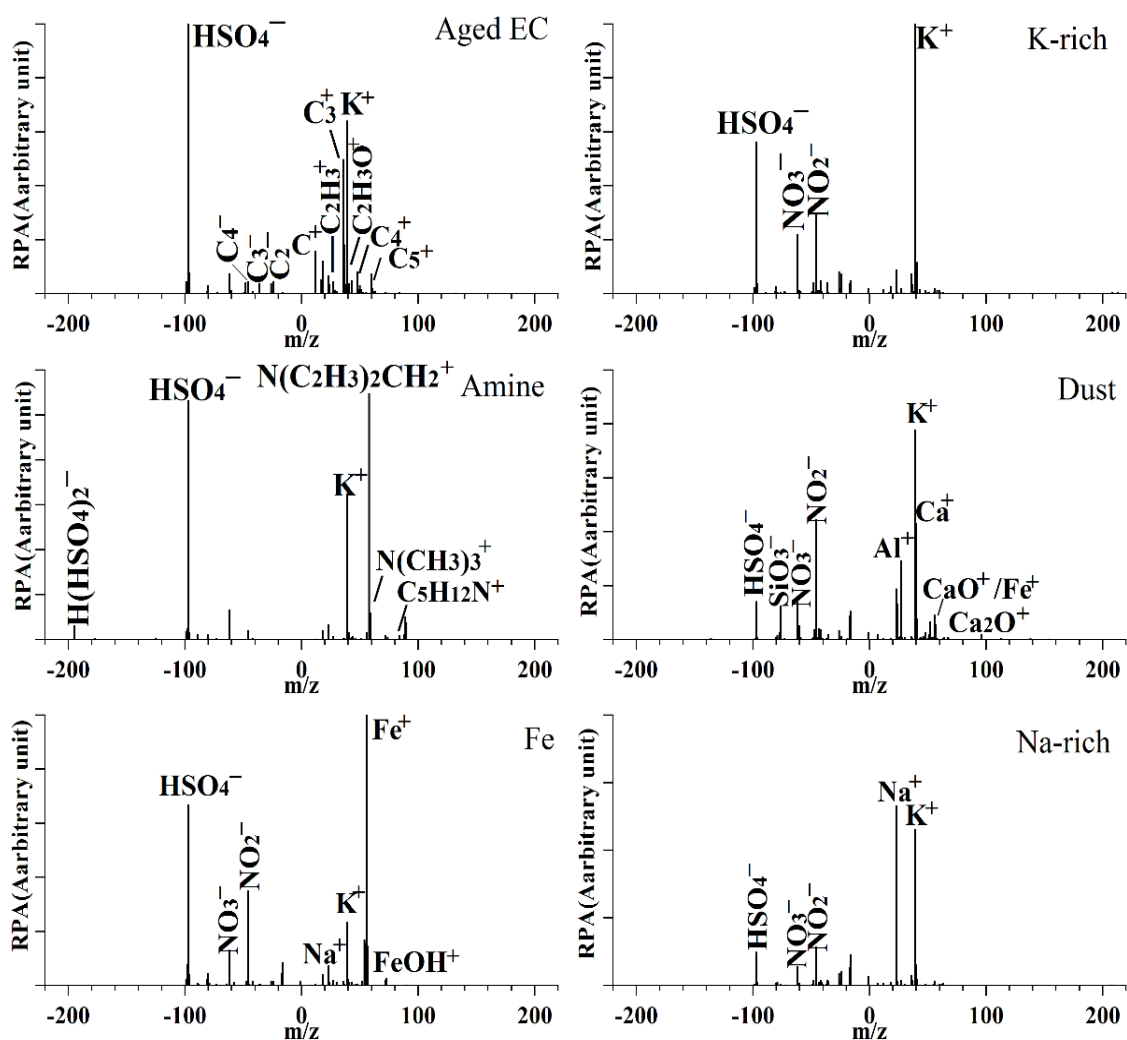 Aged EC
RPA(Aarbitrary unit)
HSO4−
C4−
C3−
C2−
C+
C2H3+
C3+
K+
C2H3O+
C4+
C5+
-200 -100 0 100 200
m/z
K-rich
RPA(Aarbitrary unit)
HSO4−
NO3−
NO2−
K+
-200 -100 0 100 200
m/z
Amine
RPA(Aarbitrary unit)
H(HSO4)2−
HSO4−
N(C2H3)2CH2+
K+
N(CH3)3+
C5H12N+
-200 -100 0 100 200
m/z
Dust
RPA(Aarbitrary unit)
HSO4−
SiO3−
NO3−
NO2−
Al+
K+
Ca+
CaO+/Fe+
Ca2O+
-200 -100 0 100 200
m/z
Fe
RPA(Aarbitrary unit)
HSO4−
NO3−
NO2−
Na+
K+
Fe+
FeOH+
-200 -100 0 100 200
m/z
Na-rich
RPA(Aarbitrary unit)
HSO4−
NO3−
NO2−
Na+
K+
-200 -100 0 100 200
m/z